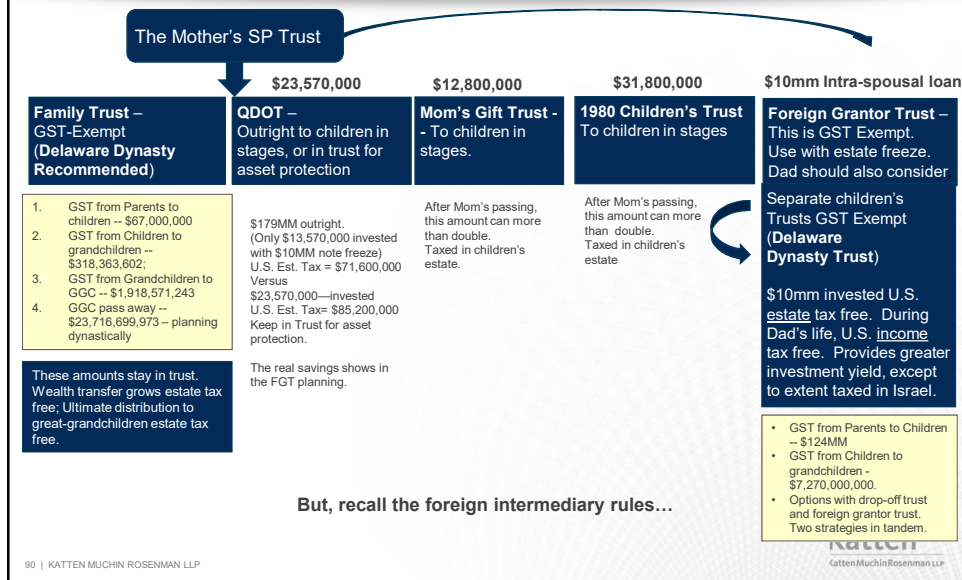 The Mother's SP Trust
$23,570,000
$12,800,000
$31,800,000
$10mm Intra-spousal loan
Family Trust –
GST-Exempt
(Delaware Dynasty
Recommended)
QDOT –
Outright to children in
stages, or in trust for
asset protection
Mom's Gift Trust -
- To children in
stages.
1980 Children's Trust
To children in stages
Foreign Grantor Trust –
This is GST Exempt.
Use with estate freeze.
Dad should also consider
Separate children's
Trusts GST Exempt
(Delaware
Dynasty Trust)
$10mm invested U.S.
estate tax free. During
Dad's life, U.S. income
tax free. Provides greater
investment yield, except
to extent taxed in Israel.
1. GST from Parents to
children -- $67,000,000
2. GST from Children to
grandchildren --
$318,363,602;
3. GST from Grandchildren to
GGC -- $1,918,571,243
4. GGC pass away --
$23,716,699,973 – planning
dynastically
$179MM outright.
(Only $13,570,000 invested
with $10MM note freeze)
U.S. Est. Tax = $71,600,000
Versus
$23,570,000—invested
U.S. Est. Tax= $85,200,000
Keep in Trust for asset
protection.
The real savings shows in
the FGT planning.
After Mom's passing,
this amount can more
than double.
Taxed in children's
estate.
After Mom's passing,
this amount can more
than double.
Taxed in children's
estate
These amounts stay in trust.
Wealth transfer grows estate tax
free; Ultimate distribution to
great-grandchildren estate tax
free.
• GST from Parents to Children
-- $124MM
• GST from Children to
grandchildren -
$7,270,000,000.
• Options with drop-off trust
and foreign grantor trust.
Two strategies in tandem.
But, recall the foreign intermediary rules…
90 | KATTEN MUCHIN ROSENMAN LLP
Katten
KattenMuchinRosenman LLP